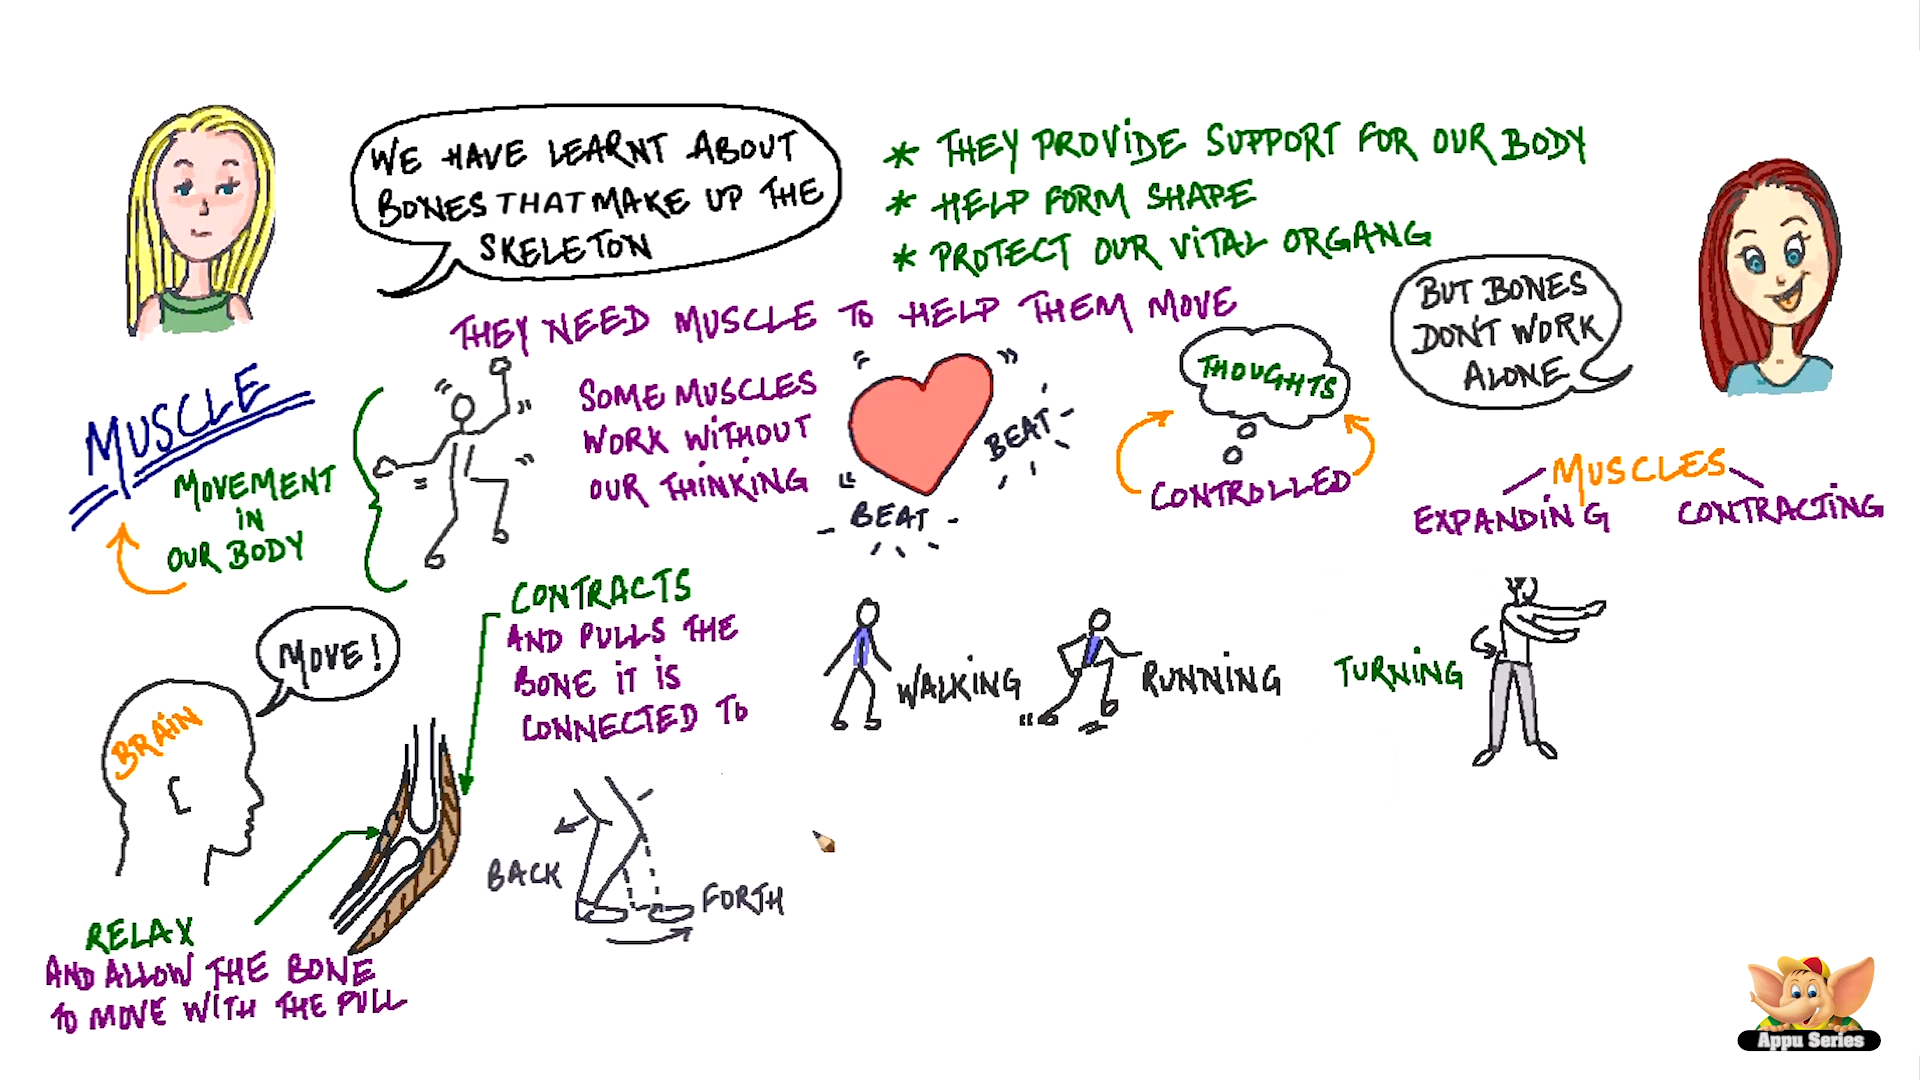 WE HAVE LEARNT ABOUT
BONES THAT MAKE UP THE
SKELETON
* THEY PROVIDE SUPPORT FOR OUR BODY
* HELP FORM SHAPE
* PROTECT OUR VITAL ORGANG
BUT BONES
DON'T WORK
ALONE
THEY NEED MUSCLE TO HELP THEM MOVE
MUSCLE
MOVEMENT
IN
OUR BODY
SOME MUSCLES
WORK WITHOUT
OUR THINKING
BEAT
BEAT
THOUGHTS
CONTROLLED
MUSCLES
EXPANDING
CONTRACTING
MOVE!
BRAIN
CONTRACTS
AND PULLS THE
BONE IT IS
CONNECTED TO
WALKING
RUNNING
TURNING
RELAX
AND ALLOW THE BONE
TO MOVE WITH THE PULL
BACK
FORTH
Appu Series